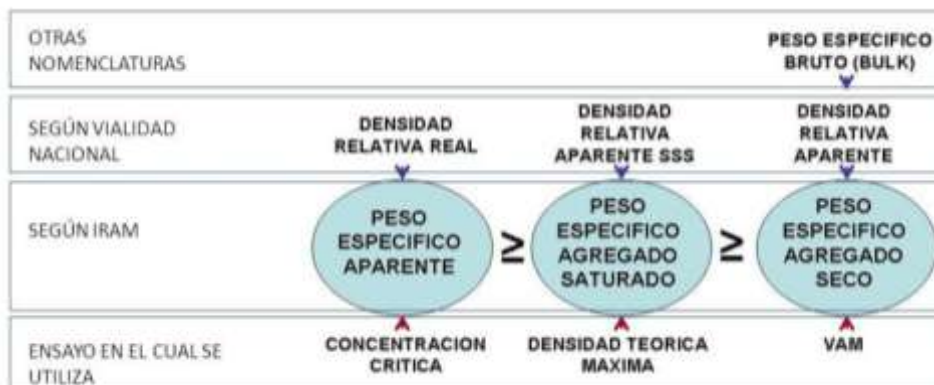 OTRAS
NOMENCLATURAS
PESO ESPECIFICO
BRUTO (BULK)
SEGÚN VIALIDAD
NACIONAL
DENSIDAD
RELATIVA REAL
DENSIDAD
RELATIVA
APARENTE SSS
DENSIDAD
RELATIVA
APARENTE
SEGÚN IRAM
PESO
ESPECIFICO
APARENTE
≥
PESO
ESPECIFICO
AGREGADO
SATURADO
≥
PESO
ESPECIFICO
AGREGADO
SECO
ENSAYO EN EL CUAL SE
UTILIZA
CONCENTRACION
CRITICA
DENSIDAD TEORICA
MAXIMA
VAM